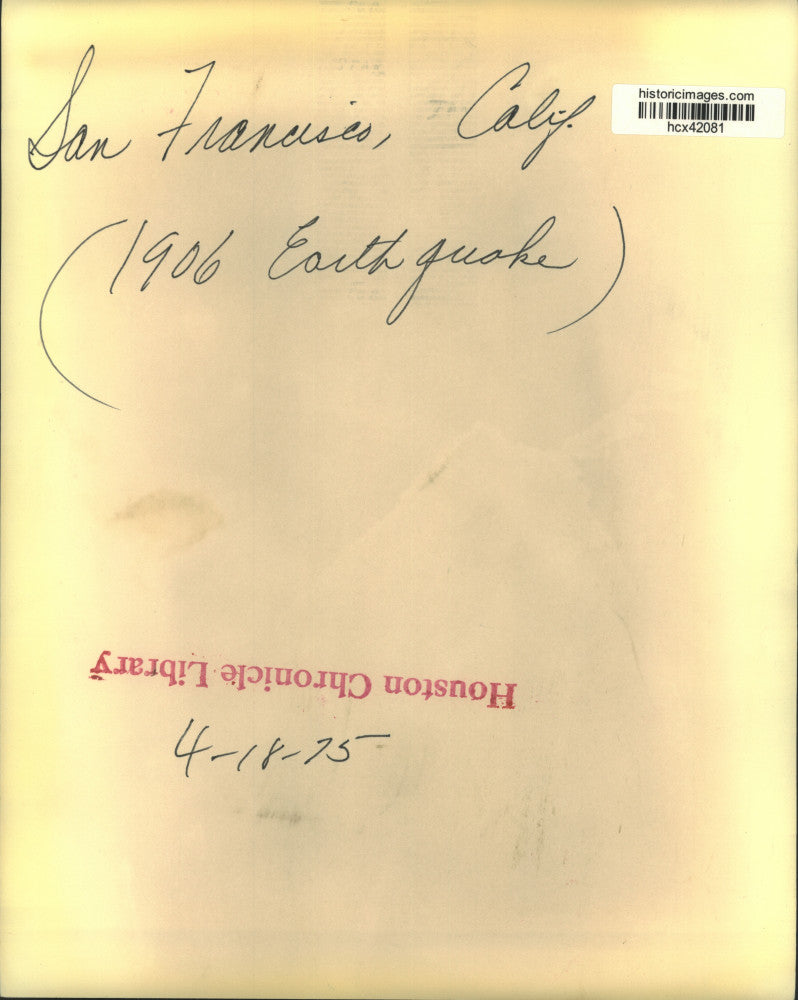 San Francisco, Calif.
historicimages.com
hcx42081
(1906 Earthquake)
Houston Chronicle Library
4-18-75